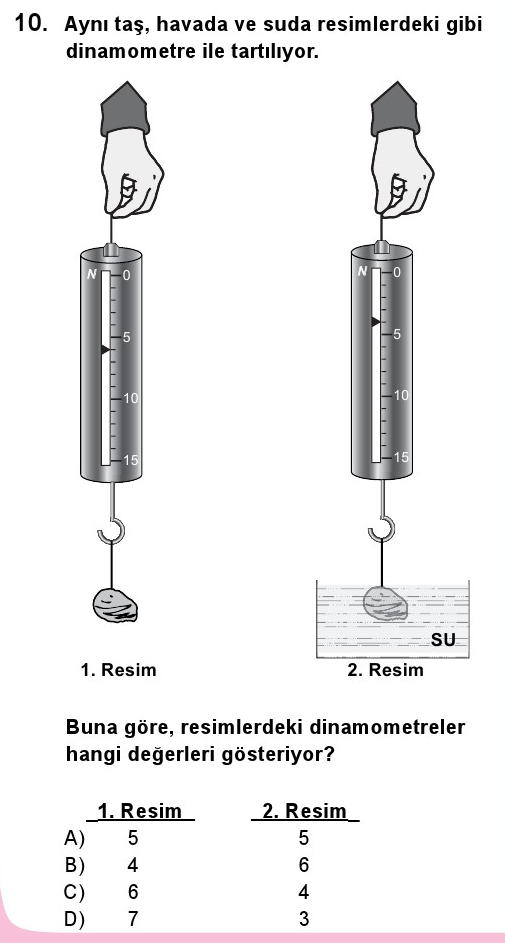 10. Aynı taş, havada ve suda resimlerdeki gibi
dinamometre ile tartılıyor.
N 0
5
10
15
N 0
5
10
15
SU
1. Resim 2. Resim
Buna göre, resimlerdeki dinamometreler
hangi değerleri gösteriyor?
1. Resim 2. Resim
A) 5 5
B) 4 6
C) 6 4
D) 7 3